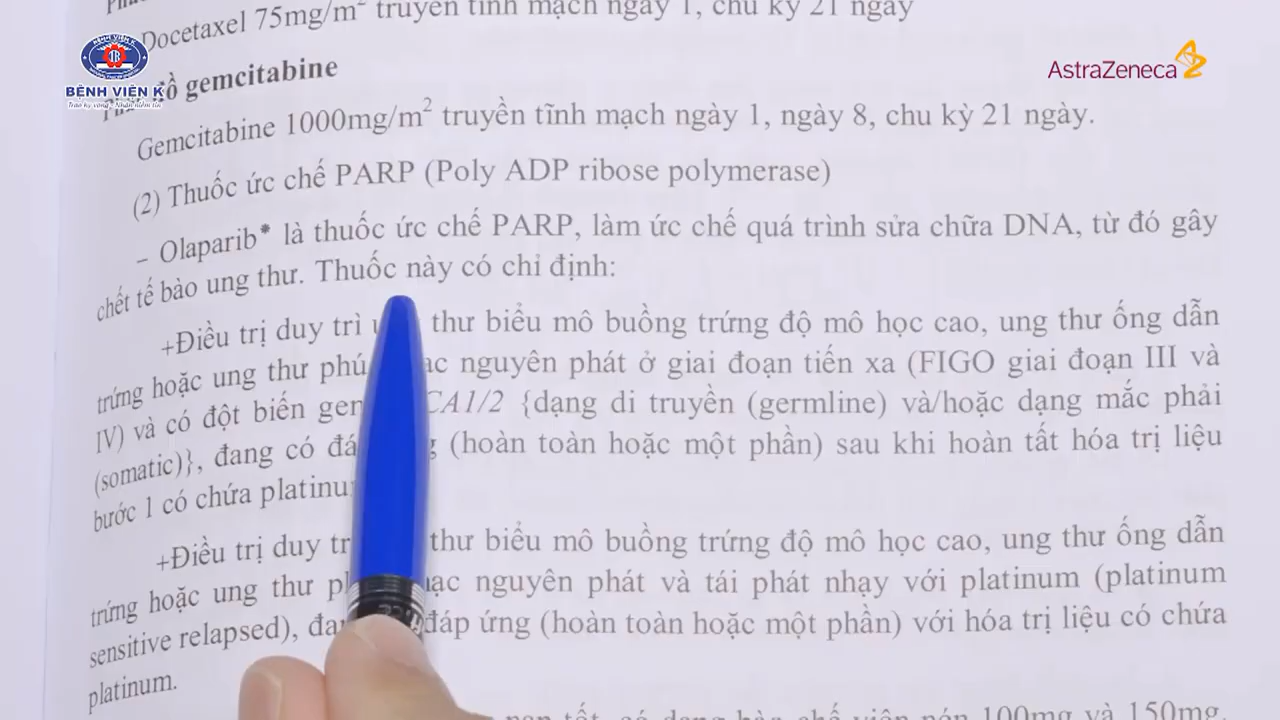 Docetaxel 75mg/m² truyền tĩnh mạch ngày 1, chu kỳ 21 ngày
BỆNH VIỆN K
AstraZeneca
đồ gemcitabine
Gemcitabine 1000mg/m² truyền tĩnh mạch ngày 1, ngày 8, chu kỳ 21 ngày.
(2) Thuốc ức chế PARP (Poly ADP ribose polymerase)
– Olaparib* là thuốc ức chế PARP, làm ức chế quá trình sửa chữa DNA, từ đó gây
chết tế bào ung thư. Thuốc này có chỉ định:
+Điều trị duy trì thư biểu mô buồng trứng độ mô học cao, ung thư ống dẫn
trứng hoặc ung thư nguyên phát ở giai đoạn tiến xa (FIGO giai đoạn III và
IV) và có đột biến gen CA1/2 {dạng di truyền (germline) và/hoặc dạng mắc phải
(somatic)}, đang có (hoàn toàn hoặc một phần) sau khi hoàn tất hóa trị liệu
bước 1 có chứa
+Điều trị duy thư biểu mô buồng trứng độ mô học cao, ung thư ống dẫn
trứng hoặc ung thư nguyên phát và tái phát nhạy với platinum (platinum
sensitive relapsed), đáp ứng (hoàn toàn hoặc một phần) với hóa trị liệu có chứa
platinum.
nén 100mg và 150mg.